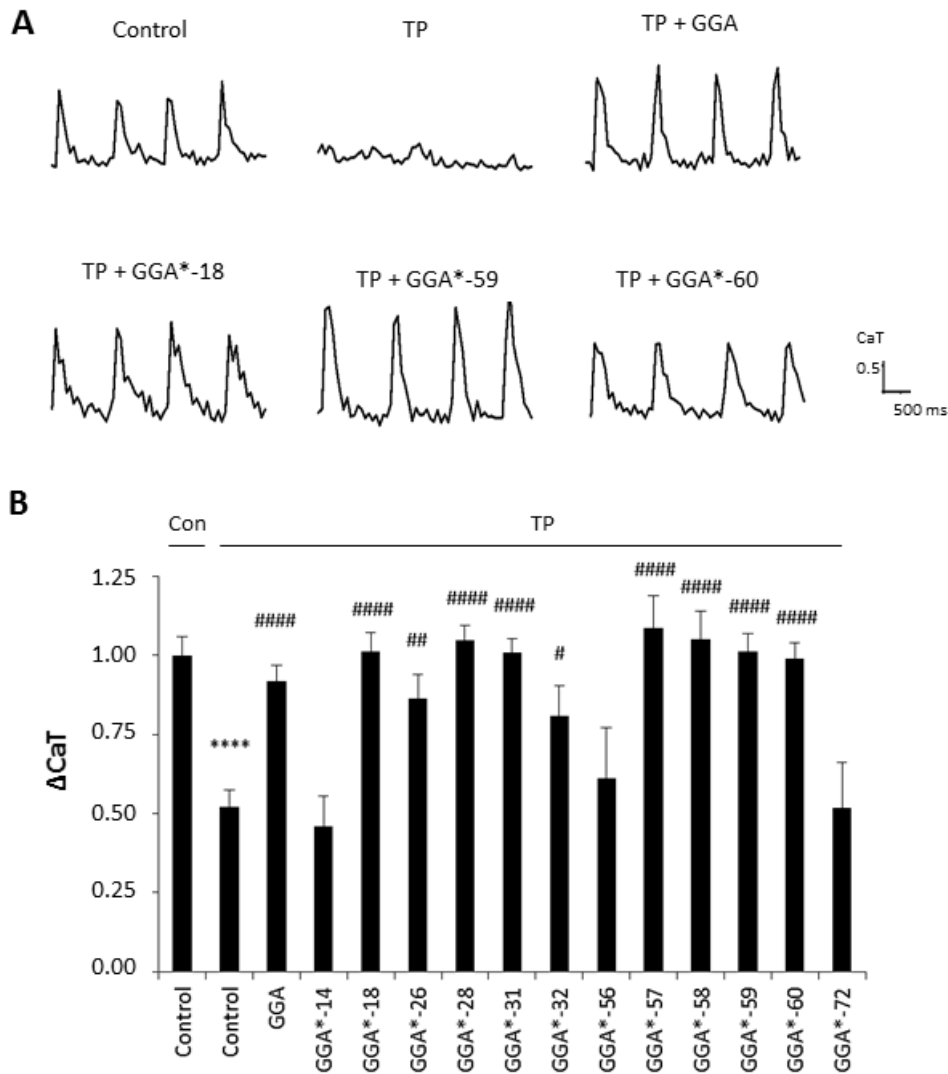 A
Control
TP
TP + GGA
TP + GGA*-18
TP + GGA*-59
TP + GGA*-60
CaT
0.5
500 ms
B
Con
TP
1.25
1.00
0.75
0.50
0.25
0.00
ΔCaT
****
####
####
##
####
####
#
####
####
####
####
Control
Control
GGA
GGA*-14
GGA*-18
GGA*-26
GGA*-28
GGA*-31
GGA*-32
GGA*-56
GGA*-57
GGA*-58
GGA*-59
GGA*-60
GGA*-72